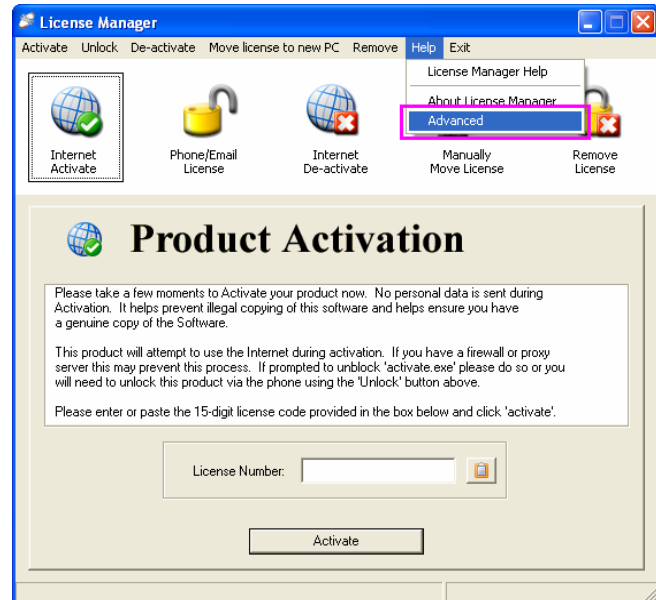 License Manager
Activate Unlock De-activate Move license to new PC Remove Help Exit
License Manager Help
About License Manager
Advanced
Internet
Activate
Phone/Email
License
Internet
De-activate
Manually
Move License
Remove
License
Product Activation
Please take a few moments to Activate your product now. No personal data is sent during
Activation. It helps prevent illegal copying of this software and helps ensure you have
a genuine copy of the Software.
This product will attempt to use the Internet during activation. If you have a firewall or proxy
server this may prevent this process. If prompted to unblock 'activate.exe' please do so or you
will need to unlock this product via the phone using the 'Unlock' button above.
Please enter or paste the 15-digit license code provided in the box below and click 'activate'.
License Number:
Activate